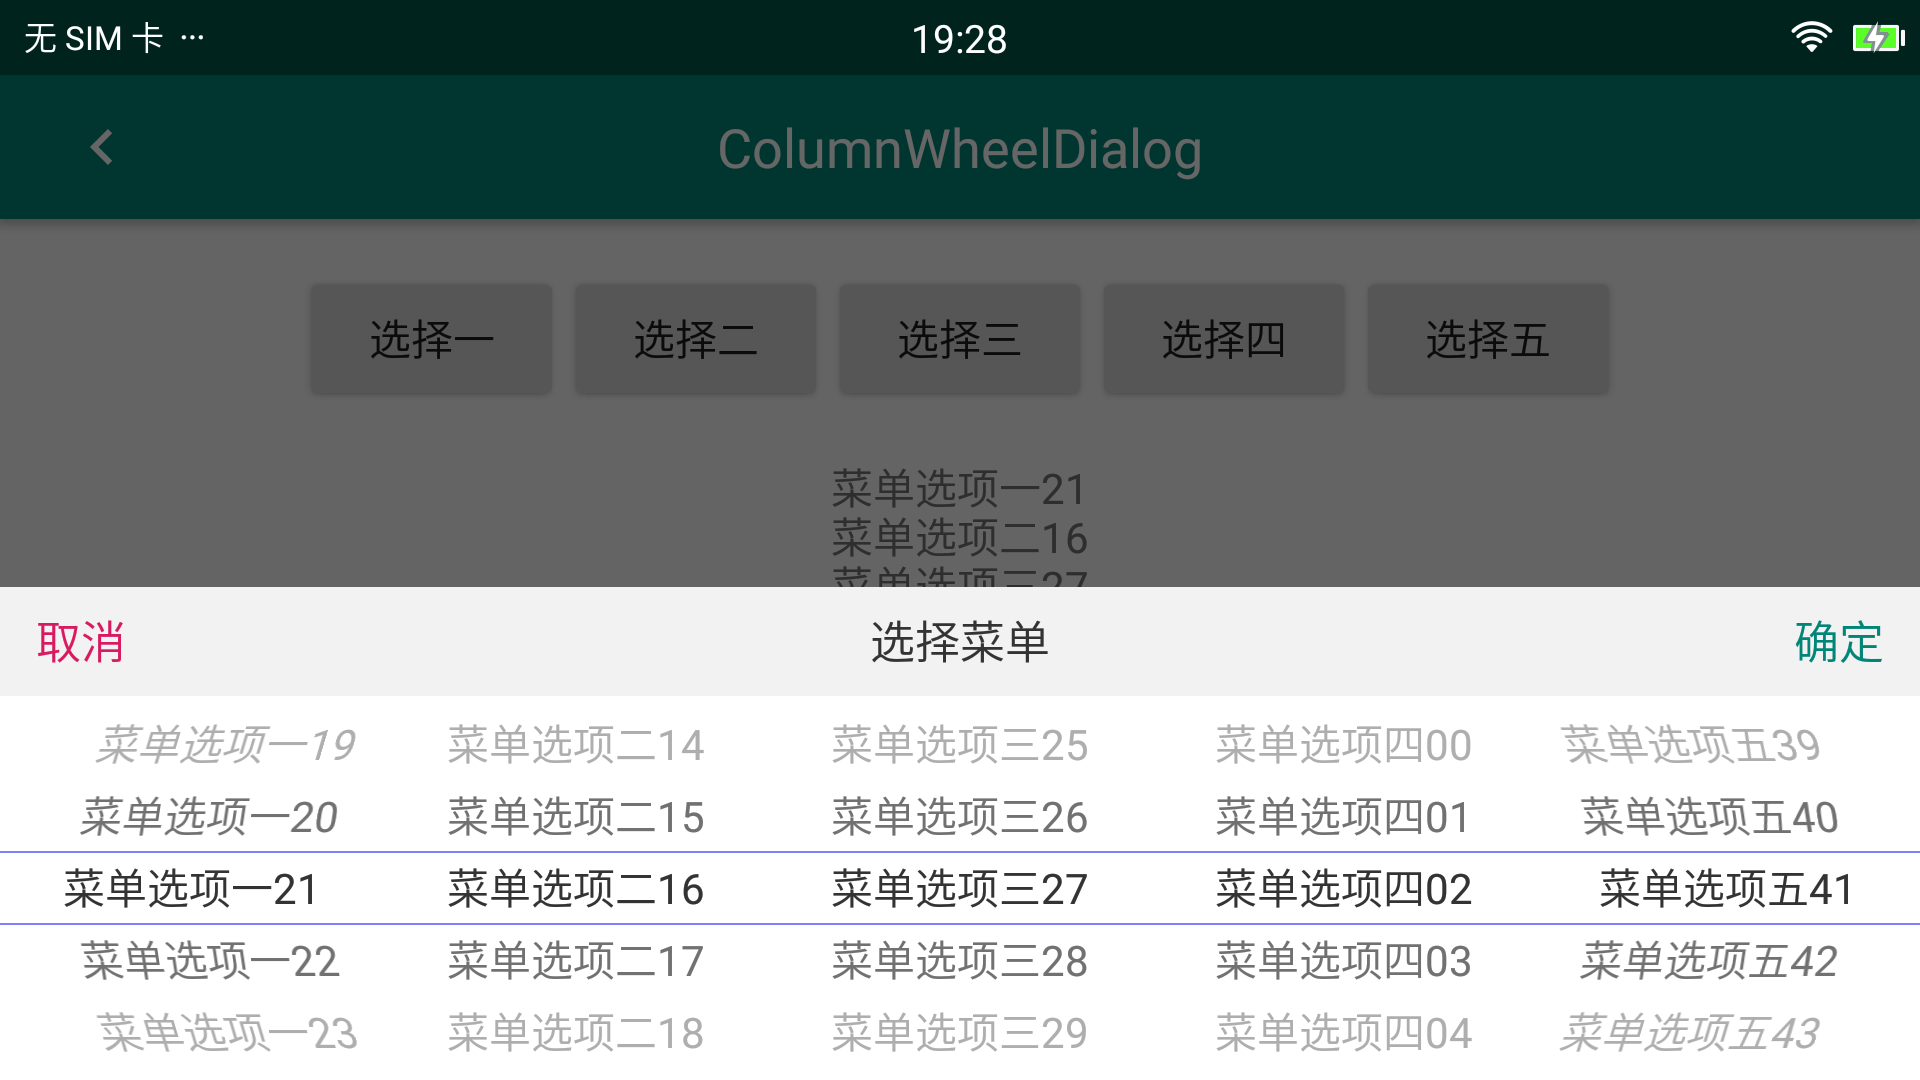 无 SIM 卡 ··· 19:28
ColumnWheelDialog
选择一 选择二 选择三 选择四 选择五
菜单选项一21
菜单选项二16
菜单选项三27
取消 选择菜单 确定
菜单选项一19 菜单选项二14 菜单选项三25 菜单选项四00 菜单选项五39
菜单选项一20 菜单选项二15 菜单选项三26 菜单选项四01 菜单选项五40
菜单选项一21 菜单选项二16 菜单选项三27 菜单选项四02 菜单选项五41
菜单选项一22 菜单选项二17 菜单选项三28 菜单选项四03 菜单选项五42
菜单选项一23 菜单选项二18 菜单选项三29 菜单选项四04 菜单选项五43